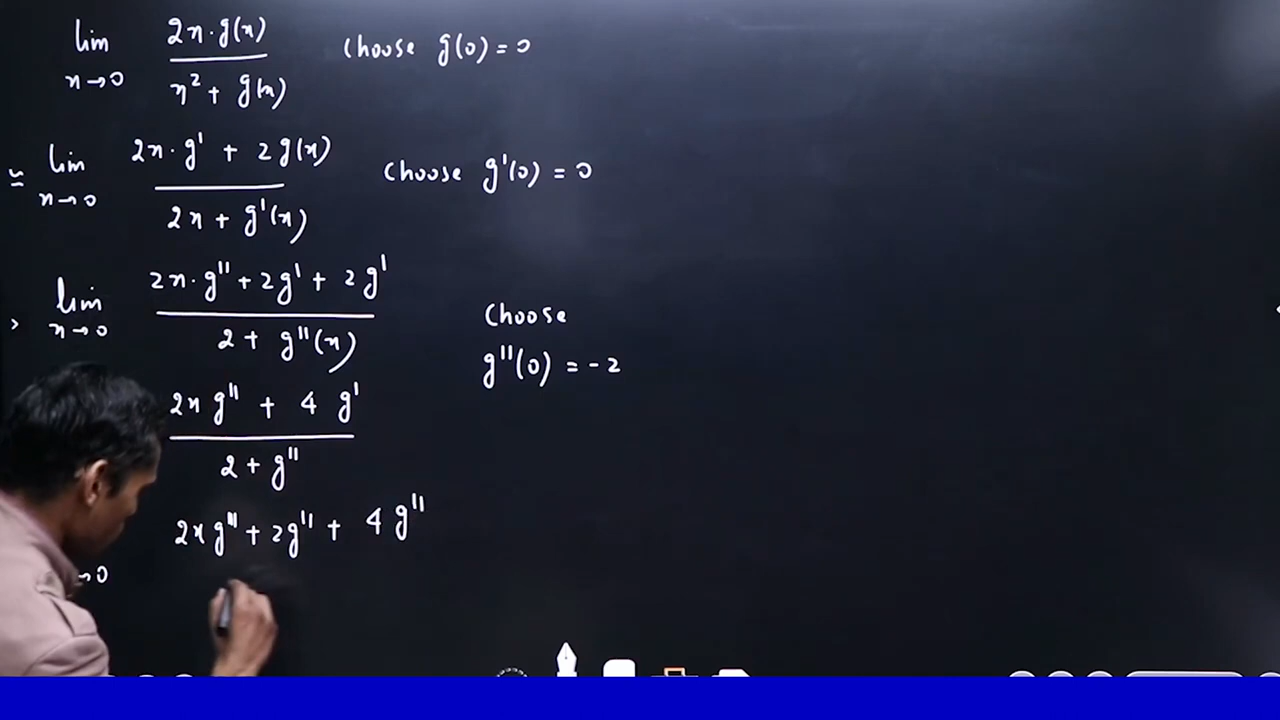 lim 2x·g(x) / x² + g(x) choose g(0) = 0
x→0
≈ lim 2x·g' + 2g(x) / 2x + g'(x) choose g'(0) = 0
x→0
lim 2x·g'' + 2g' + 2g' / 2 + g''(x) choose
x→0 g''(0) = -2
2x g'' + 4 g' / 2 + g''
2x g''' + 2g'' + 4 g''
→0